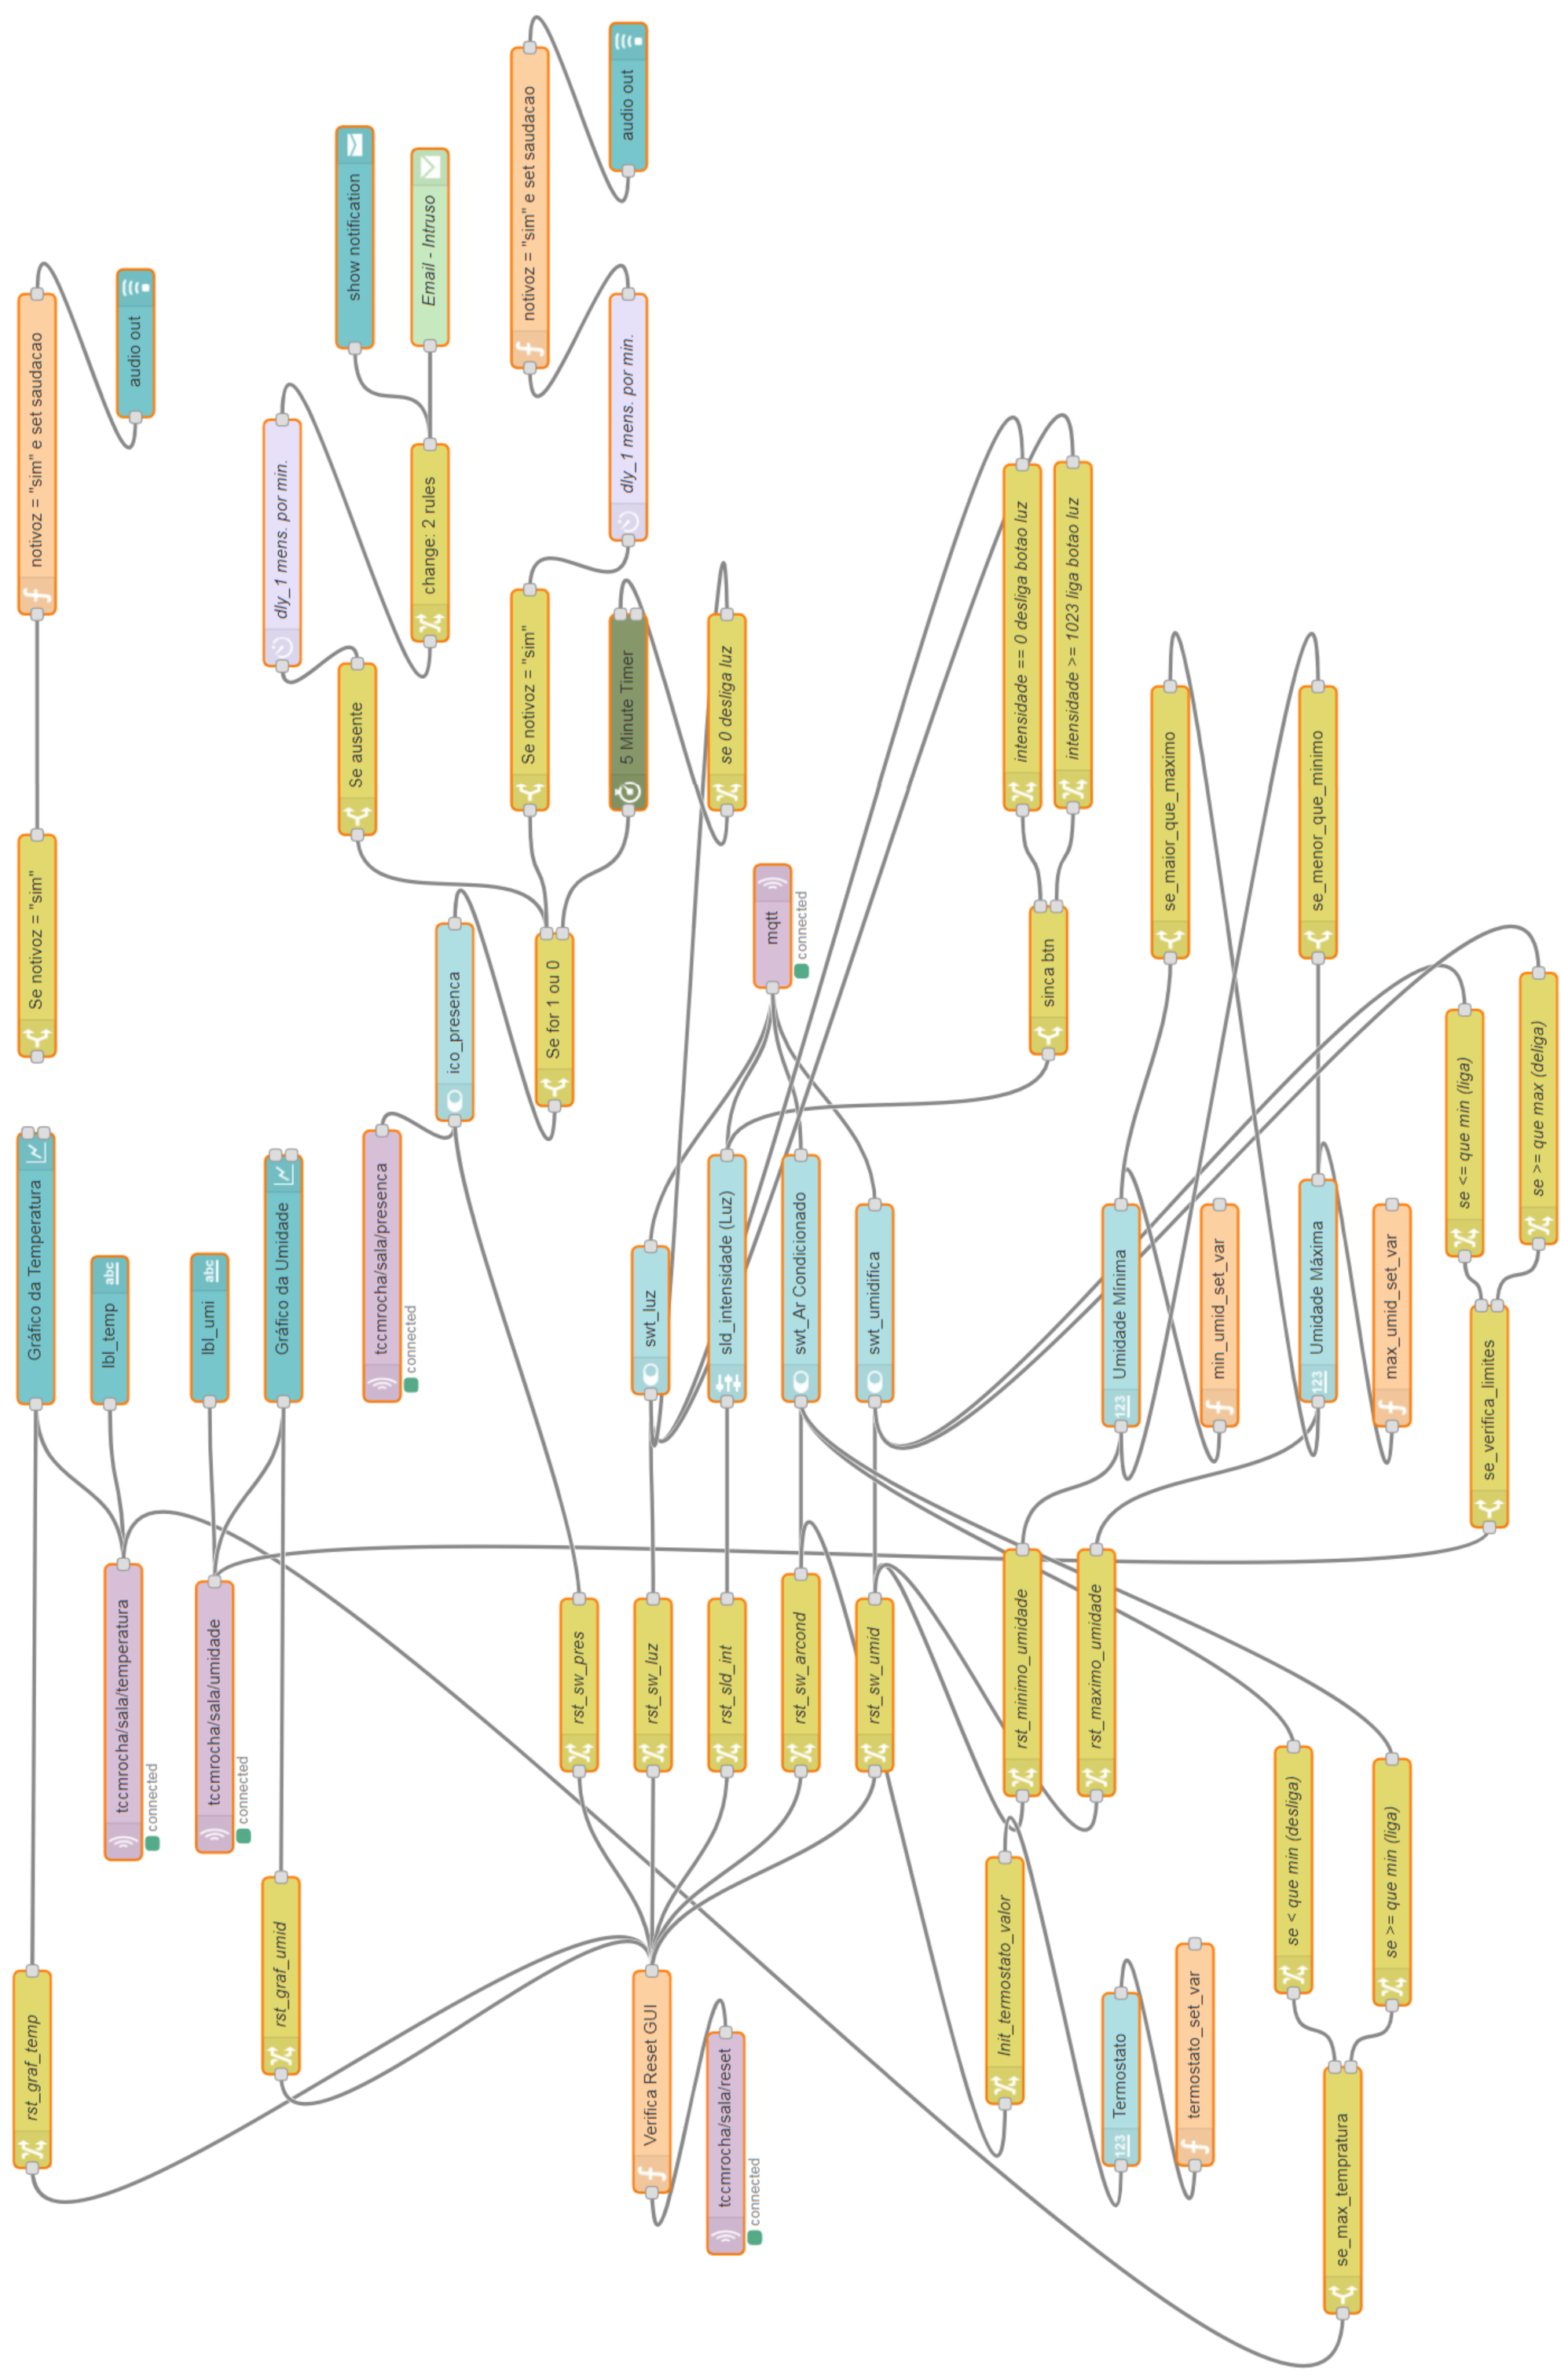 Se notivoz = "sim"
notivoz = "sim" e set saudacao
audio out
Gráfico da Temperatura
abc
lbl_temp
abc
lbl_umi
Gráfico da Umidade
rst_graf_temp
tccmrocha/sala/temperatura
connected
tccmrocha/sala/umidade
connected
rst_graf_umid
dly_1 mens. por min.
show notification
Se ausente
Email - Intruso
change: 2 rules
tccmrocha/sala/presenca
connected
ico_presenca
Se for 1 ou 0
Se notivoz = "sim"
notivoz = "sim" e set saudacao
audio out
dly_1 mens. por min.
5 Minute Timer
se 0 desliga luz
rst_sw_pres
swt_luz
rst_sw_luz
sld_intensidade (Luz)
rst_sld_int
swt_Ar Condicionado
rst_sw_arcond
swt_umidifica
rst_sw_umid
mqtt
connected
Verifica Reset GUI
tccmrocha/sala/reset
connected
intensidade == 0 desliga botao luz
intensidade >= 1023 liga botao luz
sinca btn
rst_minimo_umidade
rst_maximo_umidade
Init_termostato_valor
123
Umidade Mínima
se_maior_que_maximo
min_umid_set_var
123
Umidade Máxima
se_menor_que_minimo
max_umid_set_var
123
Termostato
termostato_set_var
se < que min (desliga)
se >= que min (liga)
se_max_tempratura
se_verifica_limites
se <= que min (liga)
se >= que max (deliga)